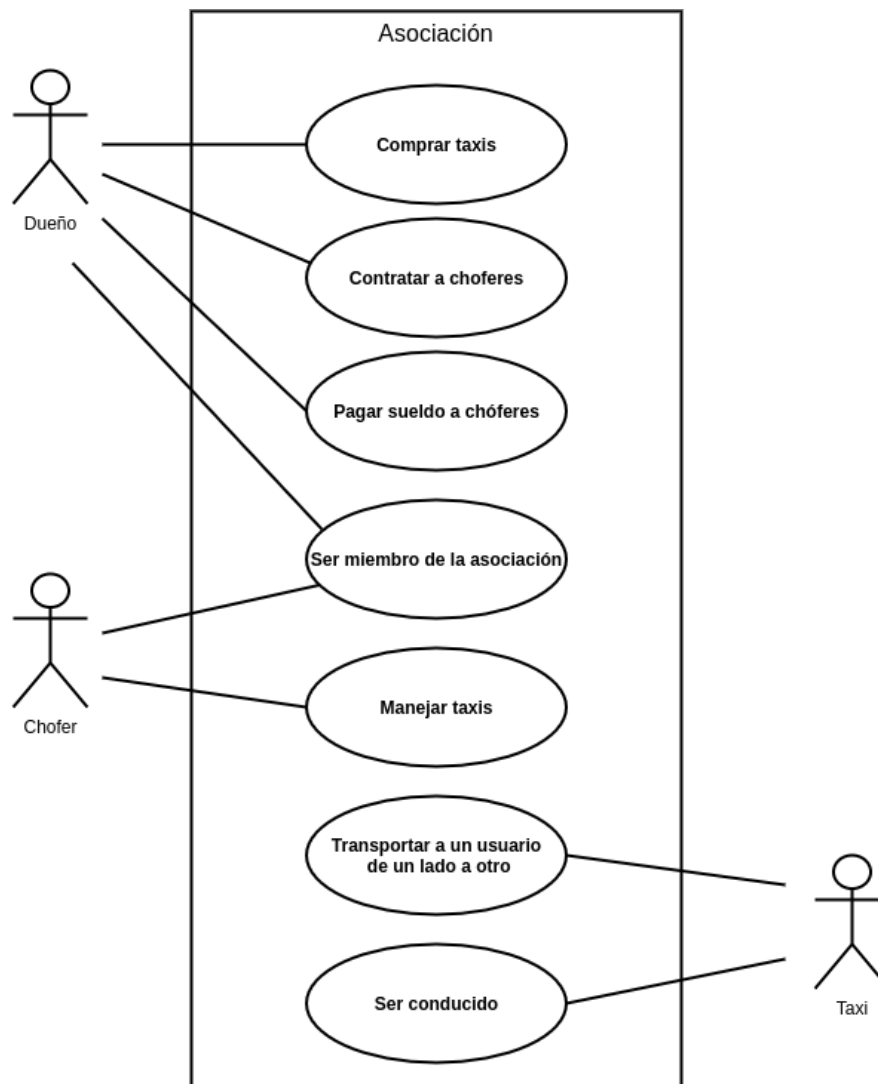 Asociación
Comprar taxis
Dueño
Contratar a choferes
Pagar sueldo a chóferes
Ser miembro de la asociación
Manejar taxis
Chofer
Transportar a un usuario
de un lado a otro
Ser conducido
Taxi